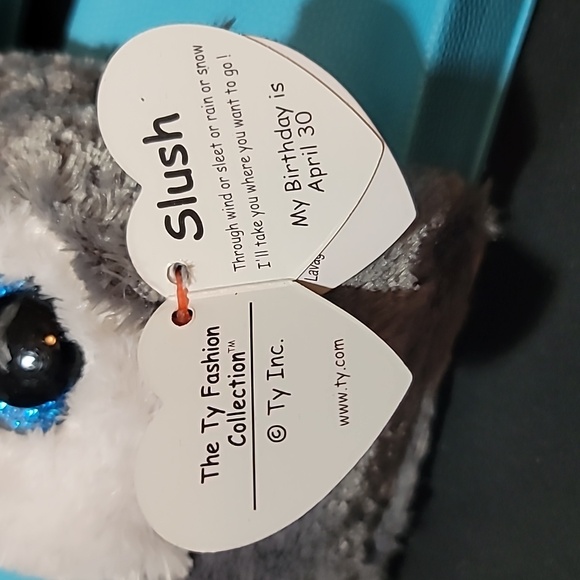 Slush
Through wind or sleet or rain or snow
I'll take you where you want to go!
My Birthday is
April 30
The Ty Fashion
Collection™
© Ty Inc.
www.ty.com